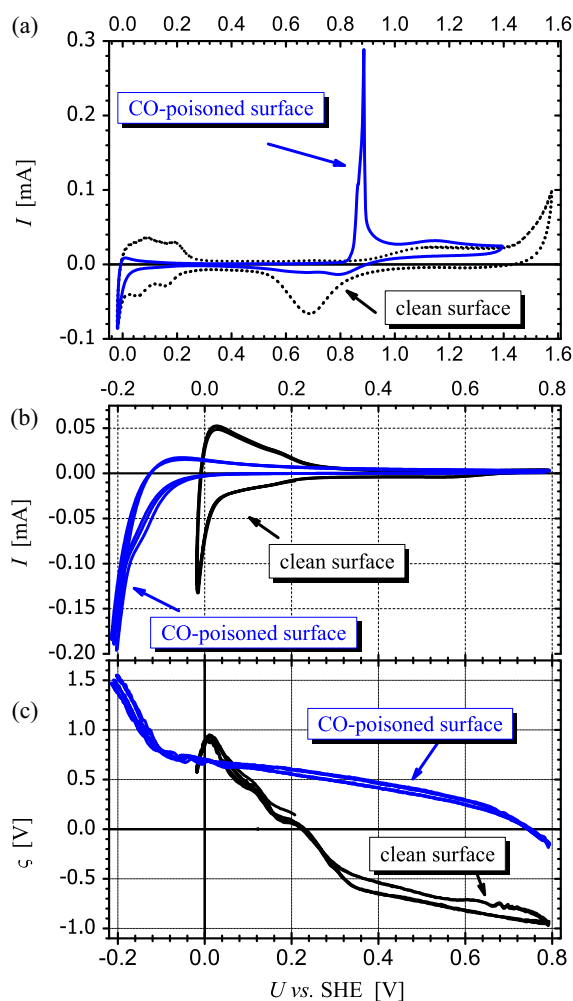 (a)
0.0 0.2 0.4 0.6 0.8 1.0 1.2 1.4 1.6
0.3
CO-poisoned surface
0.2
I [mA]
0.1
0.0
clean surface
-0.1
0.0 0.2 0.4 0.6 0.8 1.0 1.2 1.4 1.6
-0.2 0.0 0.2 0.4 0.6 0.8
(b)
0.05
0.00
I [mA]
-0.05
clean surface
-0.10
-0.15
CO-poisoned surface
-0.20
(c)
1.5
CO-poisoned surface
1.0
0.5
ς [V]
0.0
clean surface
-0.5
-1.0
-0.2 0.0 0.2 0.4 0.6 0.8
U vs. SHE [V]